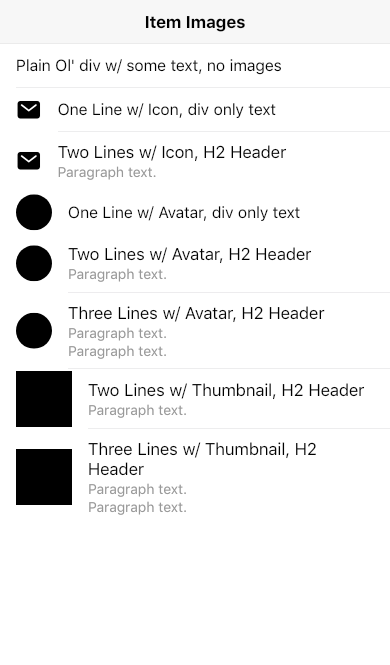 Item Images
Plain Ol' div w/ some text, no images
One Line w/ Icon, div only text
Two Lines w/ Icon, H2 Header
Paragraph text.
One Line w/ Avatar, div only text
Two Lines w/ Avatar, H2 Header
Paragraph text.
Three Lines w/ Avatar, H2 Header
Paragraph text.
Paragraph text.
Two Lines w/ Thumbnail, H2 Header
Paragraph text.
Three Lines w/ Thumbnail, H2
Header
Paragraph text.
Paragraph text.